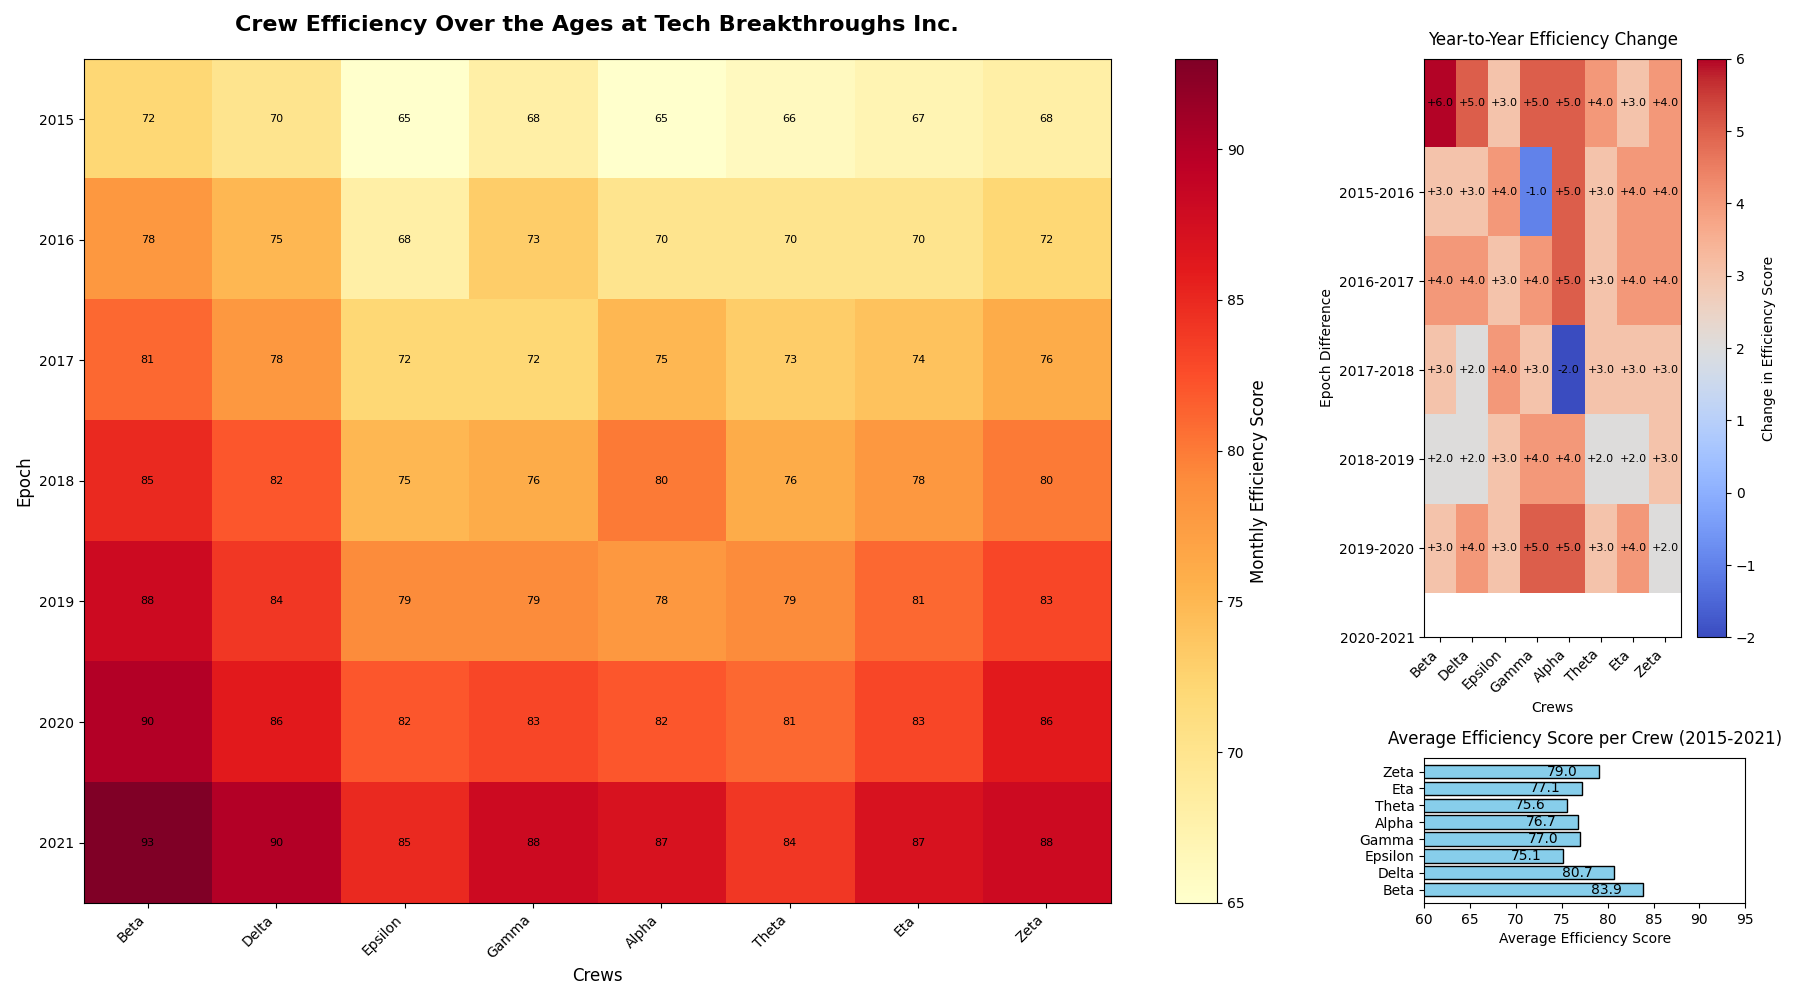 Crew Efficiency Over the Ages at Tech Breakthroughs Inc.
Epoch
2015 72 70 65 68 65 66 67 68
2016 78 75 68 73 70 70 70 72
2017 81 78 72 72 75 73 74 76
2018 85 82 75 76 80 76 78 80
2019 88 84 79 79 78 79 81 83
2020 90 86 82 83 82 81 83 86
2021 93 90 85 88 87 84 87 88
Beta Delta Epsilon Gamma Alpha Theta Eta Zeta
Crews
90
85
80
75
70
65
Monthly Efficiency Score
Year-to-Year Efficiency Change
Epoch Difference
+6.0 +5.0 +3.0 +5.0 +5.0 +4.0 +3.0 +4.0
2015-2016 +3.0 +3.0 +4.0 -1.0 +5.0 +3.0 +4.0 +4.0
2016-2017 +4.0 +4.0 +3.0 +4.0 +5.0 +3.0 +4.0 +4.0
2017-2018 +3.0 +2.0 +4.0 +3.0 -2.0 +3.0 +3.0 +3.0
2018-2019 +2.0 +2.0 +3.0 +4.0 +4.0 +2.0 +2.0 +3.0
2019-2020 +3.0 +4.0 +3.0 +5.0 +5.0 +3.0 +4.0 +2.0
2020-2021
Beta Delta Epsilon Gamma Alpha Theta Eta Zeta
Crews
6
5
4
3
2
1
0
−1
−2
Change in Efficiency Score
Average Efficiency Score per Crew (2015-2021)
Zeta 79.0
Eta 77.1
Theta 75.6
Alpha 76.7
Gamma 77.0
Epsilon 75.1
Delta 80.7
Beta 83.9
60 65 70 75 80 85 90 95
Average Efficiency Score